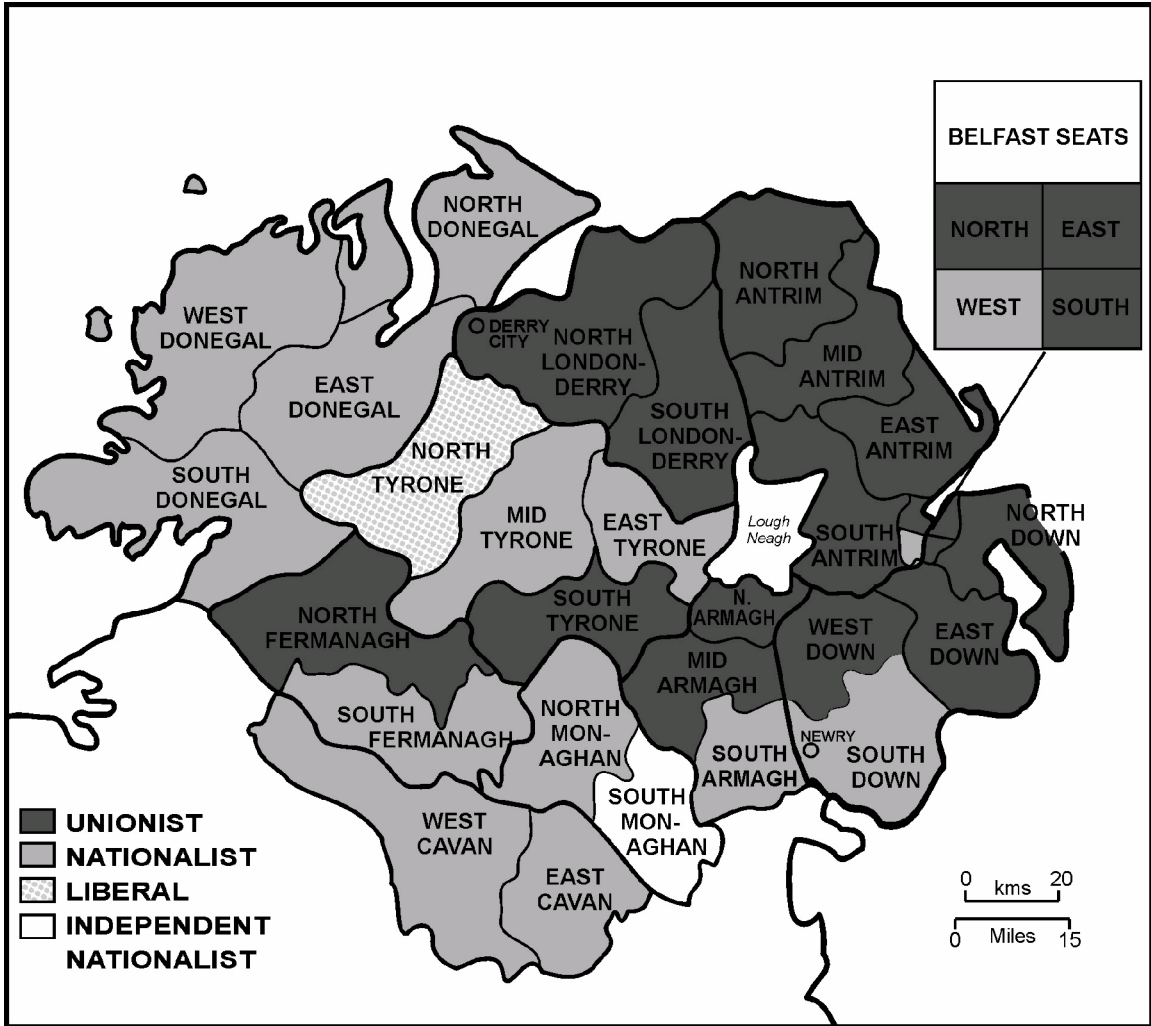 BELFAST SEATS
NORTH
EAST
WEST
SOUTH
NORTH
DONEGAL
WEST
DONEGAL
EAST
DONEGAL
SOUTH
DONEGAL
DERRY
CITY
NORTH
LONDON-
DERRY
SOUTH
LONDON-
DERRY
NORTH
ANTRIM
MID
ANTRIM
EAST
ANTRIM
SOUTH
ANTRIM
NORTH
TYRONE
MID
TYRONE
EAST
TYRONE
SOUTH
TYRONE
Lough
Neagh
NORTH
DOWN
N.
ARMAGH
WEST
DOWN
EAST
DOWN
NORTH
FERMANAGH
MID
ARMAGH
SOUTH
FERMANAGH
NORTH
MON-
AGHAN
SOUTH
ARMAGH
NEWRY
SOUTH
DOWN
SOUTH
MON-
AGHAN
WEST
CAVAN
EAST
CAVAN
UNIONIST
NATIONALIST
LIBERAL
INDEPENDENT
NATIONALIST
0 20
kms
Miles
0 15